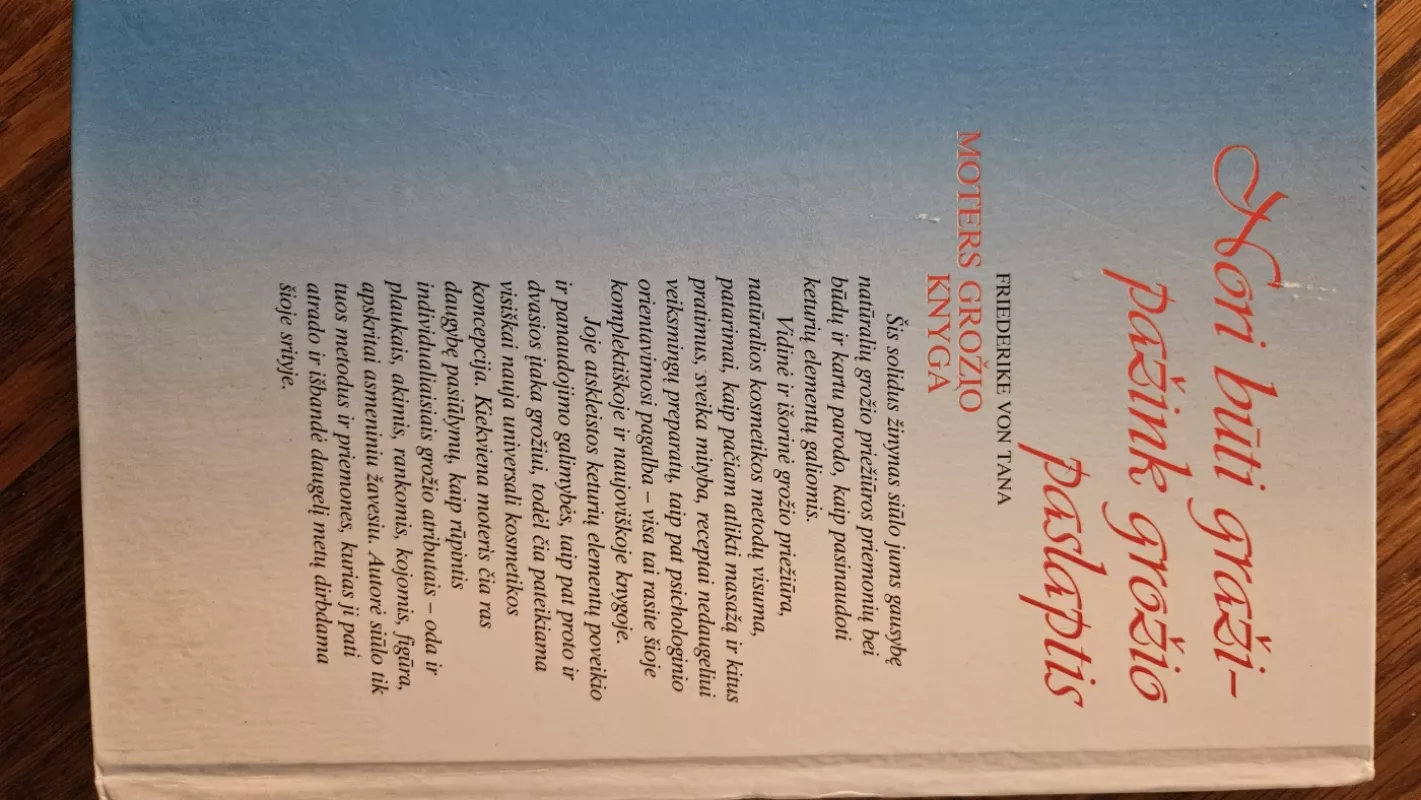 Nori būti graži–
pažink grožio
paslaptis
FRIEDERIKE VON TANA
MOTERS GROŽIO
KNYGA
Šis solidus žinynas siūlo jums gausybę
natūralių grožio priežiūros priemonių bei
būdų ir kartu parodo, kaip pasinaudoti
keturių elementų galiomis.
Vidinė ir išorinė grožio priežiūra,
natūralios kosmetikos metodų visuma,
patarimai, kaip pačiam atlikti masažą ir kitus
pratimus, sveika mityba, receptai nedaugeliui
veiksmingų preparatų, taip pat psichologinio
orientavimosi pagalba – visa tai rasite šioje
komplektiškoje ir naujoviškoje knygoje.
Joje atskleistos keturių elementų poveikio
ir panaudojimo galimybės, taip pat proto ir
dvasios įtaka grožiui, todėl čia pateikiama
visiškai nauja universali kosmetikos
koncepcija. Kiekviena moteris čia ras
daugybę pasiūlymų, kaip rūpintis
individualiaisiais grožio atributais – oda ir
plaukais, akimis, rankomis, kojomis, figūra,
apskritai asmeniniu žavesiu. Autorė siūlo tik
tuos metodus ir priemones, kurias ji pati
atrado ir išbandė daugelį metų dirbdama
šioje srityje.